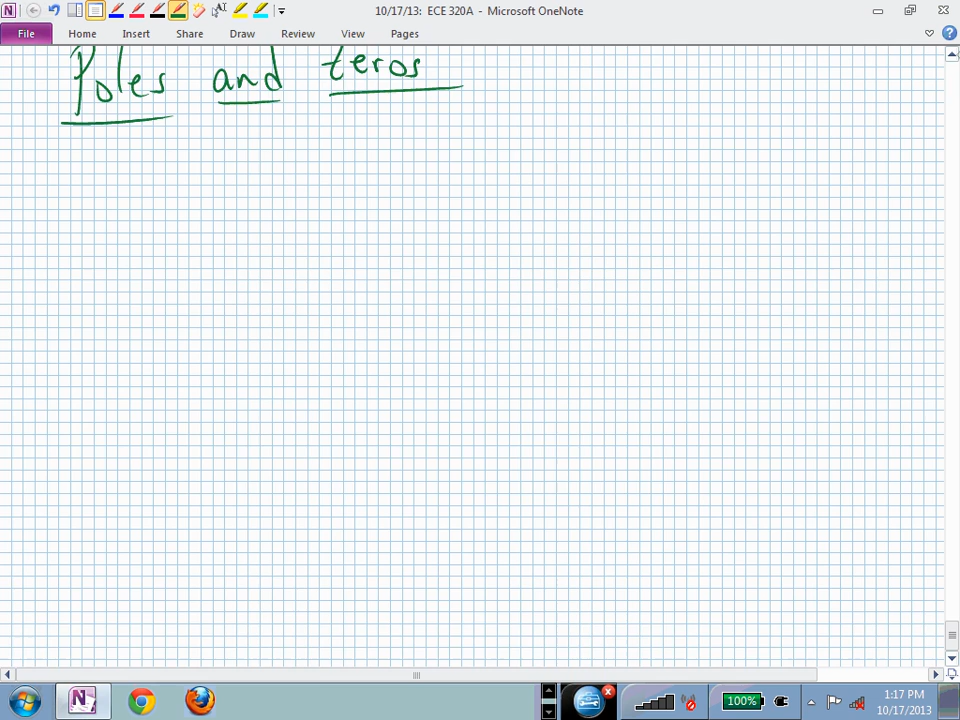 10/17/13: ECE 320A - Microsoft OneNote
File Home Insert Share Draw Review View Pages
Poles and zeros
100%
1:17 PM
10/17/2013